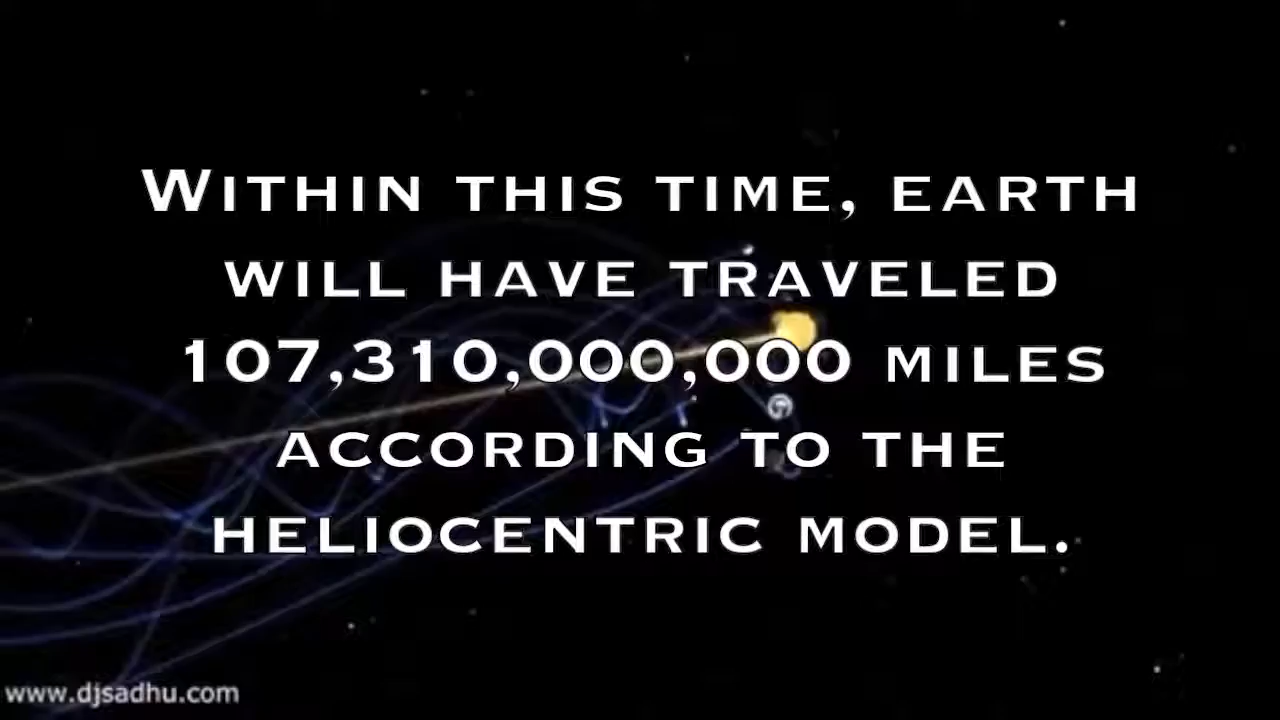 Within this time, earth
will have traveled
107,310,000,000 miles
according to the
heliocentric model.
www.djsadhu.com